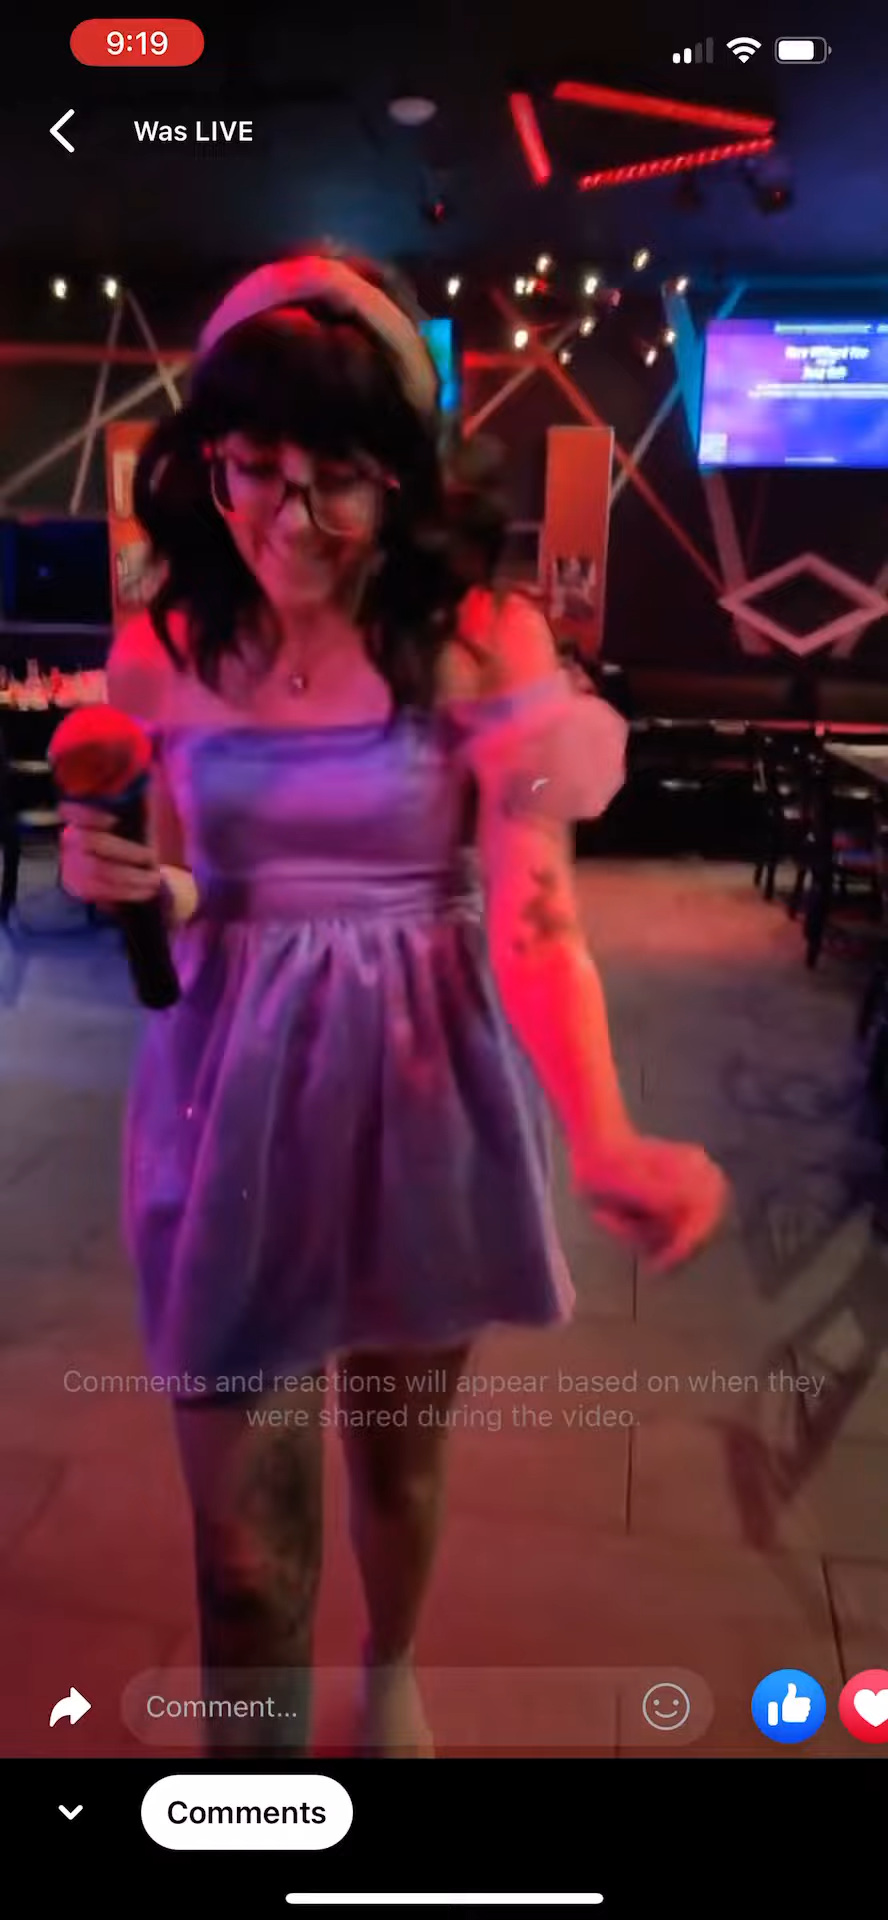 9:19
Was LIVE
Comments and reactions will appear based on when they
were shared during the video.
Comment...
Comments